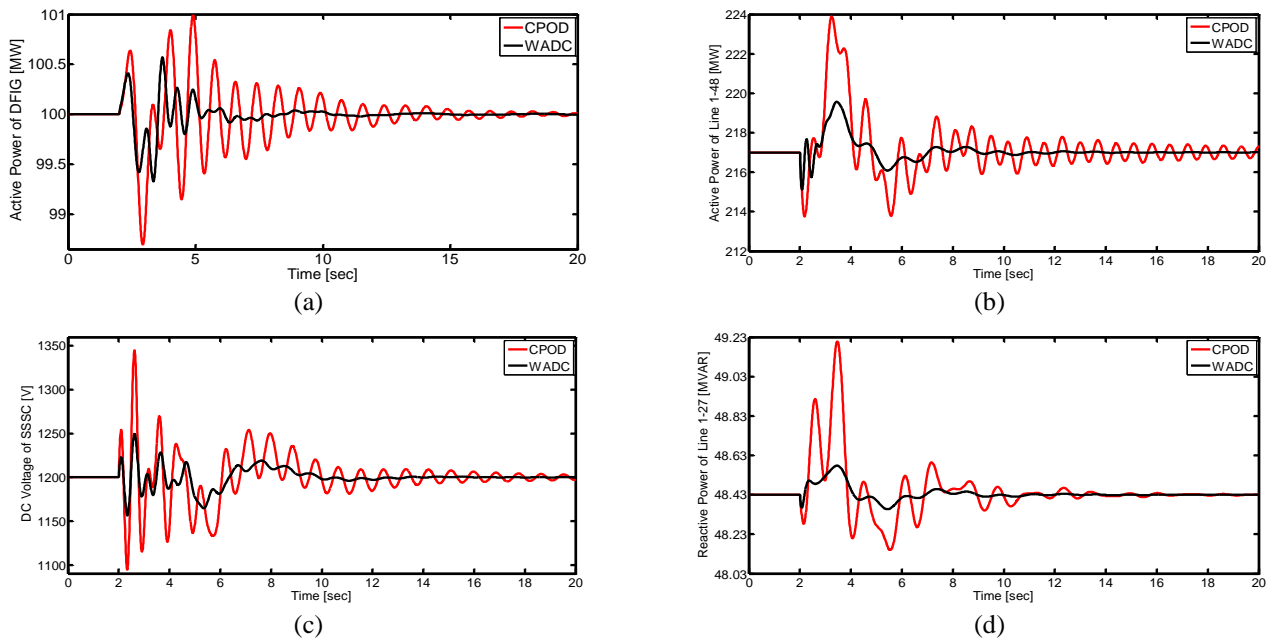 Active Power of DFIG [MW]
101
100.5
100
99.5
99
0 5 10 15 20
Time [sec]
CPOD
WADC
(a)
Active Power of Line 1-48 [MW]
224
222
220
218
216
214
212
0 2 4 6 8 10 12 14 16 18 20
Time [sec]
CPOD
WADC
(b)
DC Voltage of SSSC [V]
1350
1300
1250
1200
1150
1100
0 2 4 6 8 10 12 14 16 18 20
Time [sec]
CPOD
WADC
(c)
Reactive Power of Line 1-27 [MVAR]
49.23
49.03
48.83
48.63
48.43
48.23
48.03
0 2 4 6 8 10 12 14 16 18 20
Time [sec]
CPOD
WADC
(d)